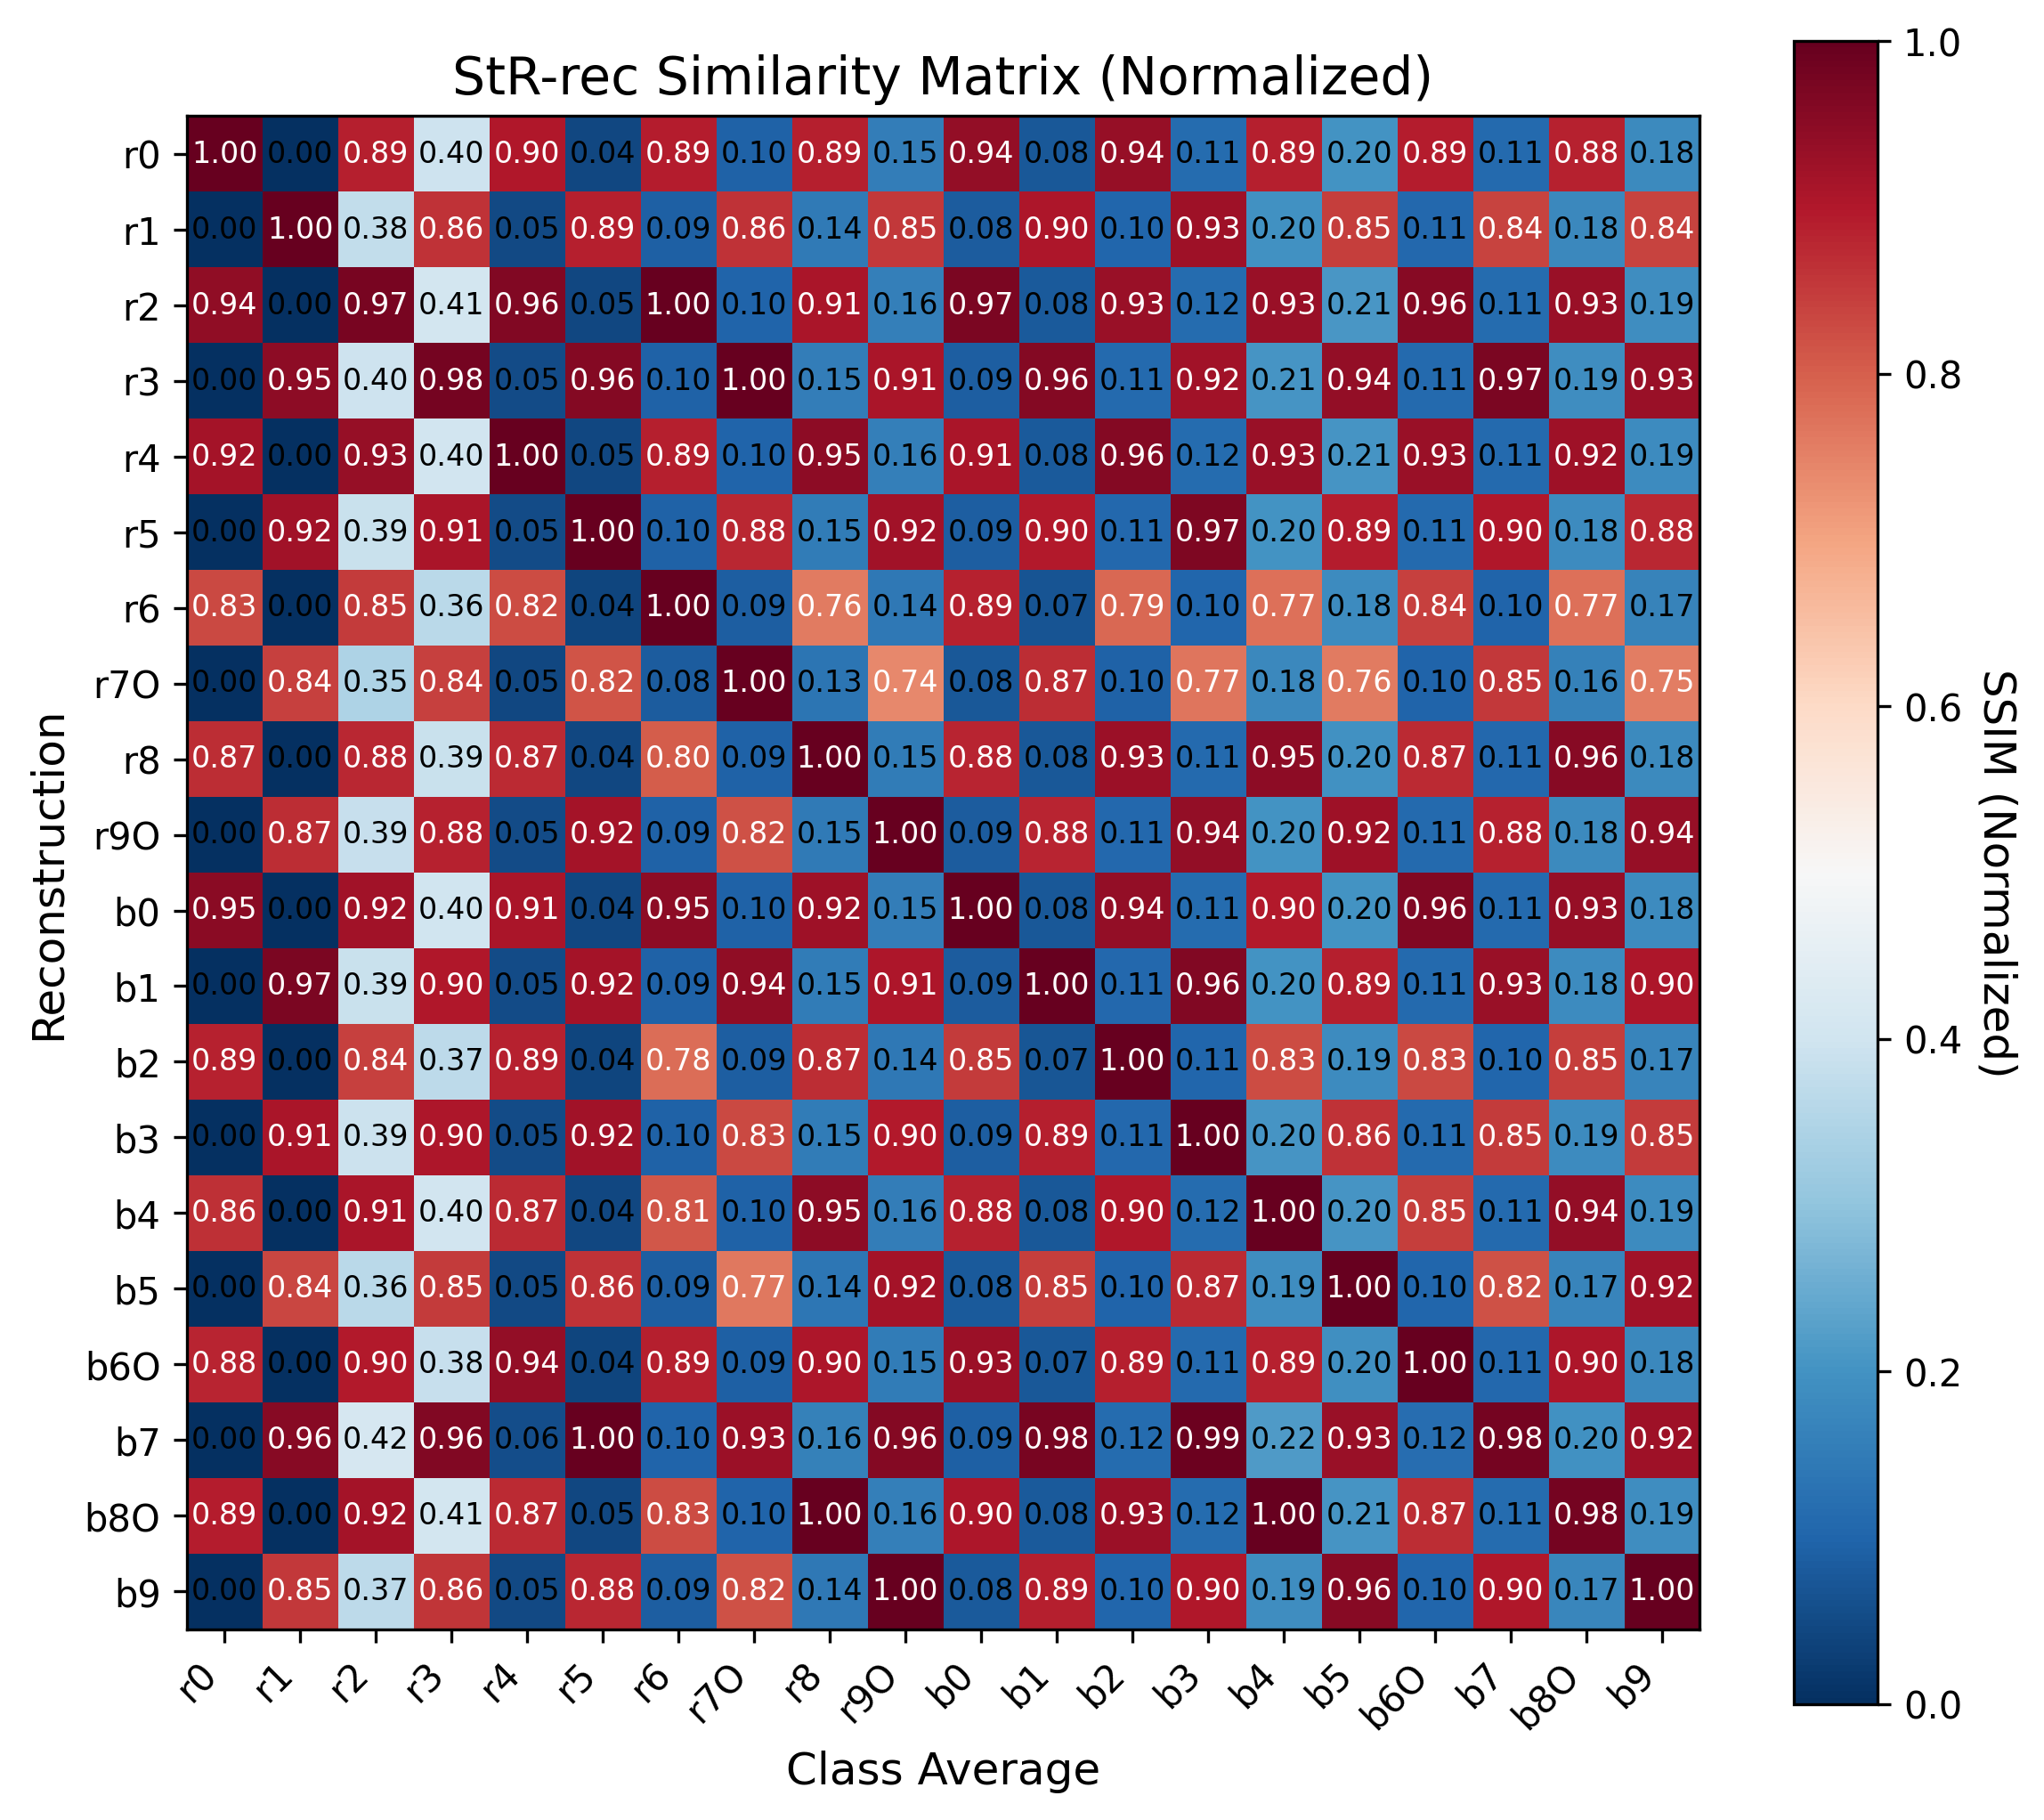 StR-rec Similarity Matrix (Normalized)
r0 1.00 0.00 0.89 0.40 0.90 0.04 0.89 0.10 0.89 0.15 0.94 0.08 0.94 0.11 0.89 0.20 0.89 0.11 0.88 0.18
r1 0.00 1.00 0.38 0.86 0.05 0.89 0.09 0.86 0.14 0.85 0.08 0.90 0.10 0.93 0.20 0.85 0.11 0.84 0.18 0.84
r2 0.94 0.00 0.97 0.41 0.96 0.05 1.00 0.10 0.91 0.16 0.97 0.08 0.93 0.12 0.93 0.21 0.96 0.11 0.93 0.19
r3 0.00 0.95 0.40 0.98 0.05 0.96 0.10 1.00 0.15 0.91 0.09 0.96 0.11 0.92 0.21 0.94 0.11 0.97 0.19 0.93
r4 0.92 0.00 0.93 0.40 1.00 0.05 0.89 0.10 0.95 0.16 0.91 0.08 0.96 0.12 0.93 0.21 0.93 0.11 0.92 0.19
r5 0.00 0.92 0.39 0.91 0.05 1.00 0.10 0.88 0.15 0.92 0.09 0.90 0.11 0.97 0.20 0.89 0.11 0.90 0.18 0.88
r6 0.83 0.00 0.85 0.36 0.82 0.04 1.00 0.09 0.76 0.14 0.89 0.07 0.79 0.10 0.77 0.18 0.84 0.10 0.77 0.17
r7O 0.00 0.84 0.35 0.84 0.05 0.82 0.08 1.00 0.13 0.74 0.08 0.87 0.10 0.77 0.18 0.76 0.10 0.85 0.16 0.75
r8 0.87 0.00 0.88 0.39 0.87 0.04 0.80 0.09 1.00 0.15 0.88 0.08 0.93 0.11 0.95 0.20 0.87 0.11 0.96 0.18
r9O 0.00 0.87 0.39 0.88 0.05 0.92 0.09 0.82 0.15 1.00 0.09 0.88 0.11 0.94 0.20 0.92 0.11 0.88 0.18 0.94
b0 0.95 0.00 0.92 0.40 0.91 0.04 0.95 0.10 0.92 0.15 1.00 0.08 0.94 0.11 0.90 0.20 0.96 0.11 0.93 0.18
b1 0.00 0.97 0.39 0.90 0.05 0.92 0.09 0.94 0.15 0.91 0.09 1.00 0.11 0.96 0.20 0.89 0.11 0.93 0.18 0.90
b2 0.89 0.00 0.84 0.37 0.89 0.04 0.78 0.09 0.87 0.14 0.85 0.07 1.00 0.11 0.83 0.19 0.83 0.10 0.85 0.17
b3 0.00 0.91 0.39 0.90 0.05 0.92 0.10 0.83 0.15 0.90 0.09 0.89 0.11 1.00 0.20 0.86 0.11 0.85 0.19 0.85
b4 0.86 0.00 0.91 0.40 0.87 0.04 0.81 0.10 0.95 0.16 0.88 0.08 0.90 0.12 1.00 0.20 0.85 0.11 0.94 0.19
b5 0.00 0.84 0.36 0.85 0.05 0.86 0.09 0.77 0.14 0.92 0.08 0.85 0.10 0.87 0.19 1.00 0.10 0.82 0.17 0.92
b6O 0.88 0.00 0.90 0.38 0.94 0.04 0.89 0.09 0.90 0.15 0.93 0.07 0.89 0.11 0.89 0.20 1.00 0.11 0.90 0.18
b7 0.00 0.96 0.42 0.96 0.06 1.00 0.10 0.93 0.16 0.96 0.09 0.98 0.12 0.99 0.22 0.93 0.12 0.98 0.20 0.92
b8O 0.89 0.00 0.92 0.41 0.87 0.05 0.83 0.10 1.00 0.16 0.90 0.08 0.93 0.12 1.00 0.21 0.87 0.11 0.98 0.19
b9 0.00 0.85 0.37 0.86 0.05 0.88 0.09 0.82 0.14 1.00 0.08 0.89 0.10 0.90 0.19 0.96 0.10 0.90 0.17 1.00
r0 r1 r2 r3 r4 r5 r6 r7O r8 r9O b0 b1 b2 b3 b4 b5 b6O b7 b8O b9
Class Average
Reconstruction
1.0
0.8
0.6
0.4
0.2
0.0
SSIM (Normalized)